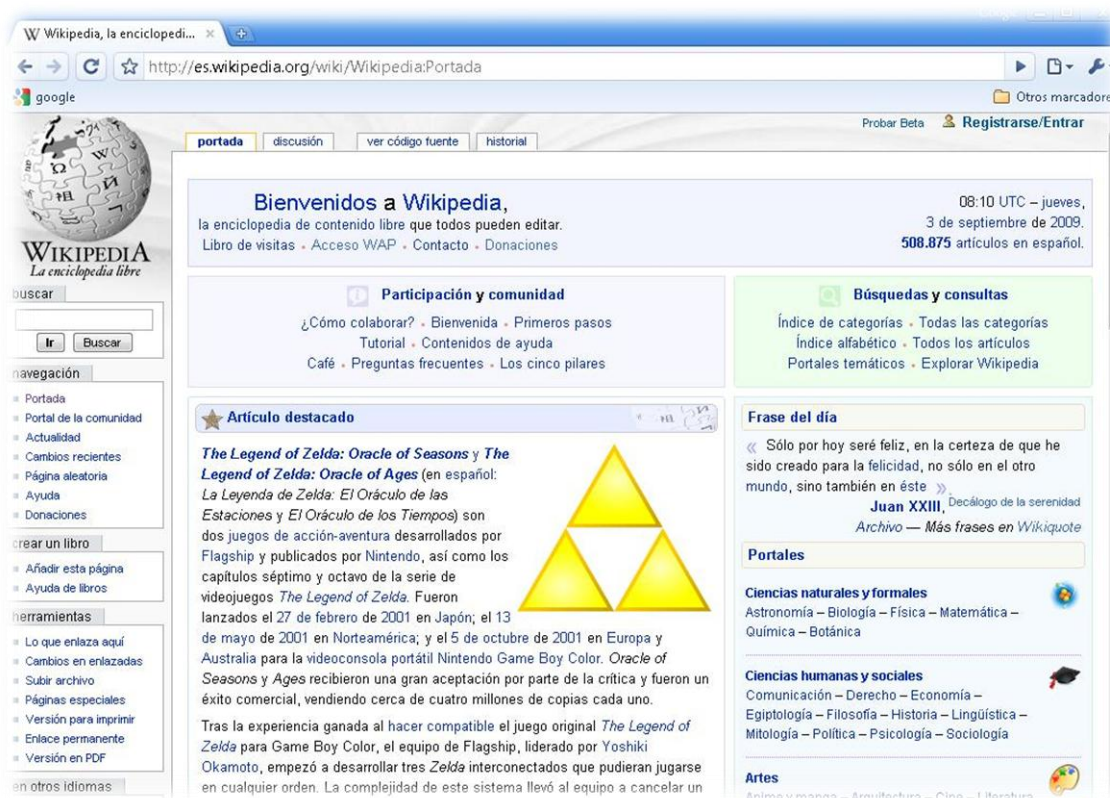 Wikipedia, la enciclopedi...
http://es.wikipedia.org/wiki/Wikipedia:Portada
google
Otros marcadore
Probar Beta Registrarse/Entrar
portada discusión ver código fuente historial
WIKIPEDIA
La enciclopedia libre
buscar
Ir Buscar
navegación
Portada
Portal de la comunidad
Actualidad
Cambios recientes
Página aleatoria
Ayuda
Donaciones
crear un libro
Añadir esta página
Ayuda de libros
herramientas
Lo que enlaza aquí
Cambios en enlazadas
Subir archivo
Páginas especiales
Versión para imprimir
Enlace permanente
Versión en PDF
en otros idiomas
Bienvenidos a Wikipedia,
la enciclopedia de contenido libre que todos pueden editar.
Libro de visitas • Acceso WAP • Contacto • Donaciones
08:10 UTC – jueves,
3 de septiembre de 2009.
508.875 artículos en español.
Participación y comunidad
¿Cómo colaborar? • Bienvenida • Primeros pasos
Tutorial • Contenidos de ayuda
Café • Preguntas frecuentes • Los cinco pilares
Búsquedas y consultas
Índice de categorías • Todas las categorías
Índice alfabético • Todos los artículos
Portales temáticos • Explorar Wikipedia
Artículo destacado
The Legend of Zelda: Oracle of Seasons y The
Legend of Zelda: Oracle of Ages (en español:
La Leyenda de Zelda: El Oráculo de las
Estaciones y El Oráculo de los Tiempos) son
dos juegos de acción-aventura desarrollados por
Flagship y publicados por Nintendo, así como los
capítulos séptimo y octavo de la serie de
videojuegos The Legend of Zelda. Fueron
lanzados el 27 de febrero de 2001 en Japón; el 13
de mayo de 2001 en Norteamérica; y el 5 de octubre de 2001 en Europa y
Australia para la videoconsola portátil Nintendo Game Boy Color. Oracle of
Seasons y Ages recibieron una gran aceptación por parte de la crítica y fueron un
éxito comercial, vendiendo cerca de cuatro millones de copias cada uno.
Tras la experiencia ganada al hacer compatible el juego original The Legend of
Zelda para Game Boy Color, el equipo de Flagship, liderado por Yoshiki
Okamoto, empezó a desarrollar tres Zelda interconectados que pudieran jugarse
en cualquier orden. La complejidad de este sistema llevó al equipo a cancelar un
Frase del día
« Sólo por hoy seré feliz, en la certeza de que he
sido creado para la felicidad, no sólo en el otro
mundo, sino también en éste »
Juan XXIII, Decálogo de la serenidad
Archivo — Más frases en Wikiquote
Portales
Ciencias naturales y formales
Astronomía – Biología – Física – Matemática –
Química – Botánica
Ciencias humanas y sociales
Comunicación – Derecho – Economía –
Egiptología – Filosofía – Historia – Lingüística –
Mitología – Política – Psicología – Sociología
Artes
Anime y manga – Arquitectura – Cine – Literatura